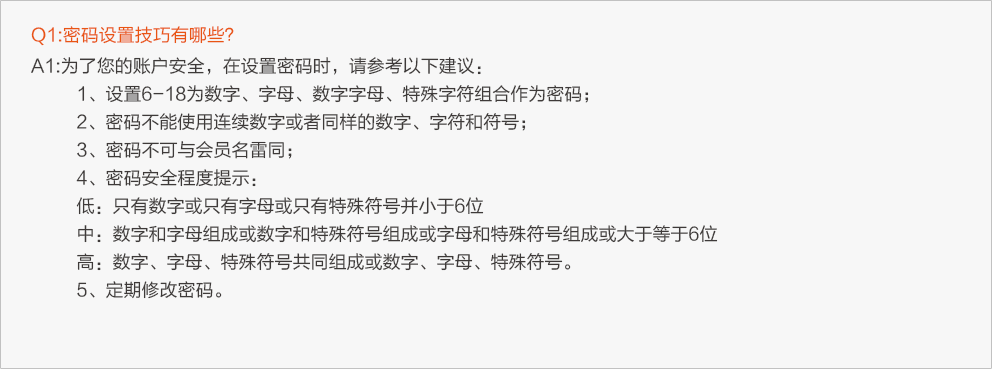 Q1:密码设置技巧有哪些?
A1:为了您的账户安全，在设置密码时，请参考以下建议：
1、设置6-18为数字、字母、数字字母、特殊字符组合作为密码；
2、密码不能使用连续数字或者同样的数字、字符和符号；
3、密码不可与会员名雷同；
4、密码安全程度提示：
低：只有数字或只有字母或只有特殊符号并小于6位
中：数字和字母组成或数字和特殊符号组成或字母和特殊符号组成或大于等于6位
高：数字、字母、特殊符号共同组成或数字、字母、特殊符号。
5、定期修改密码。